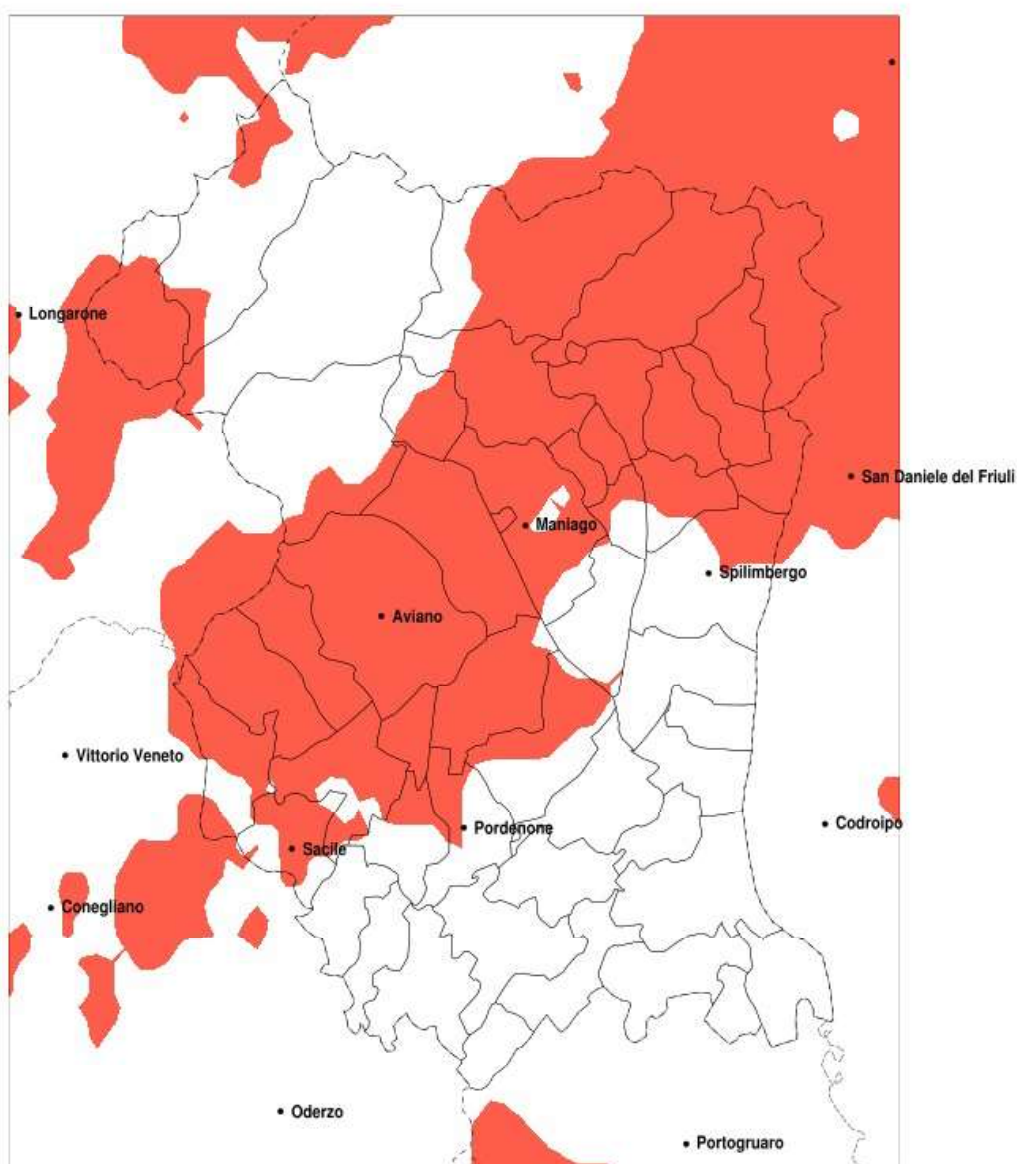 Longarone
San Daniele del Friuli
Maniago
Spilimbergo
Aviano
Vittorio Veneto
Codroipo
Pordenone
Sacile
Conegliano
Oderzo
Portogruaro